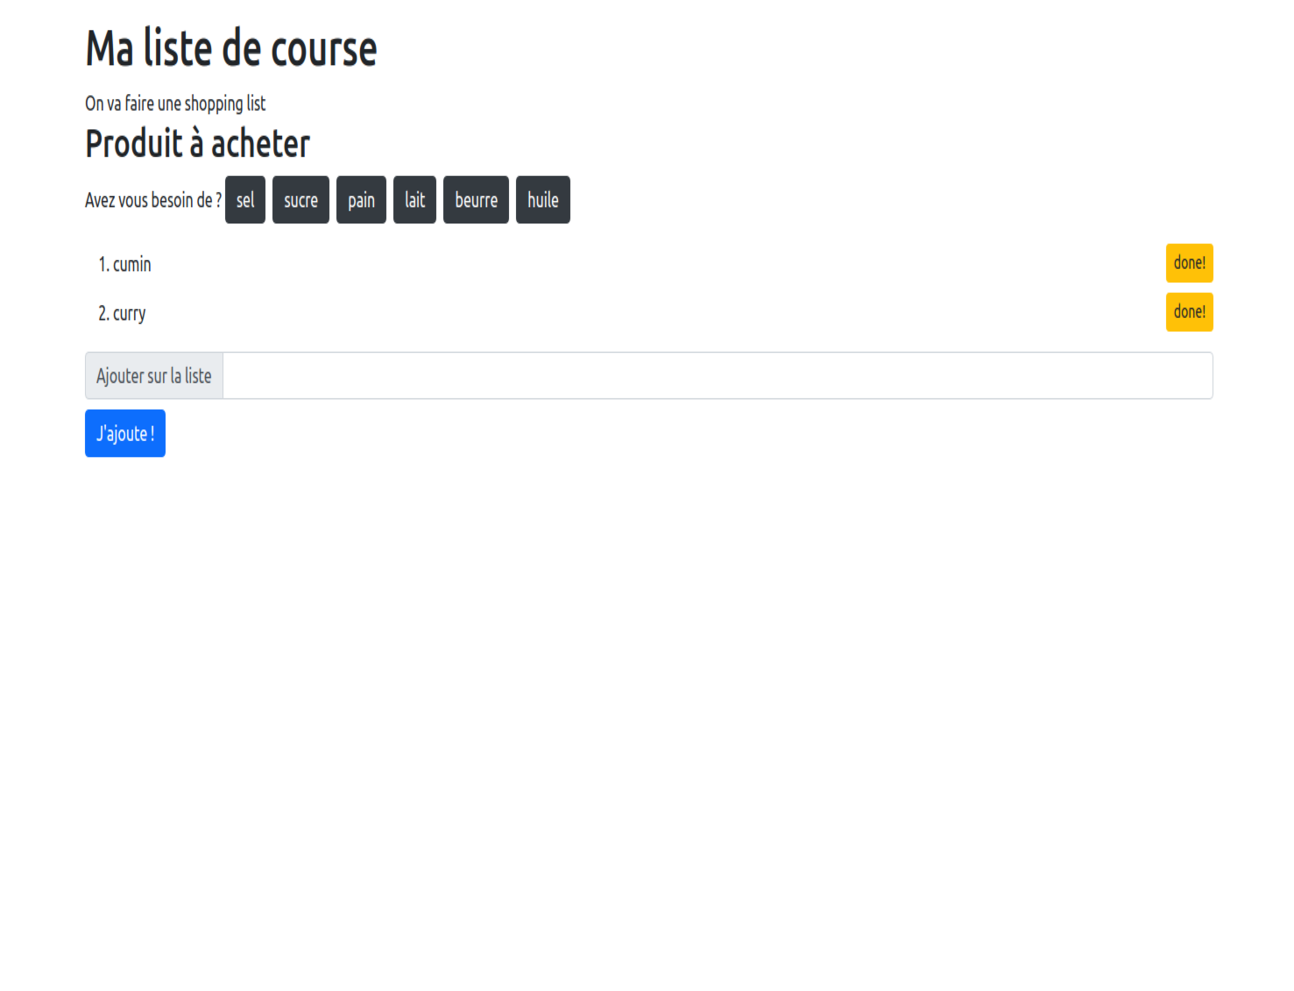 Ma liste de course
On va faire une shopping list
Produit à acheter
Avez vous besoin de ? sel sucre pain lait beurre huile
1. cumin done!
2. curry done!
Ajouter sur la liste
J'ajoute !